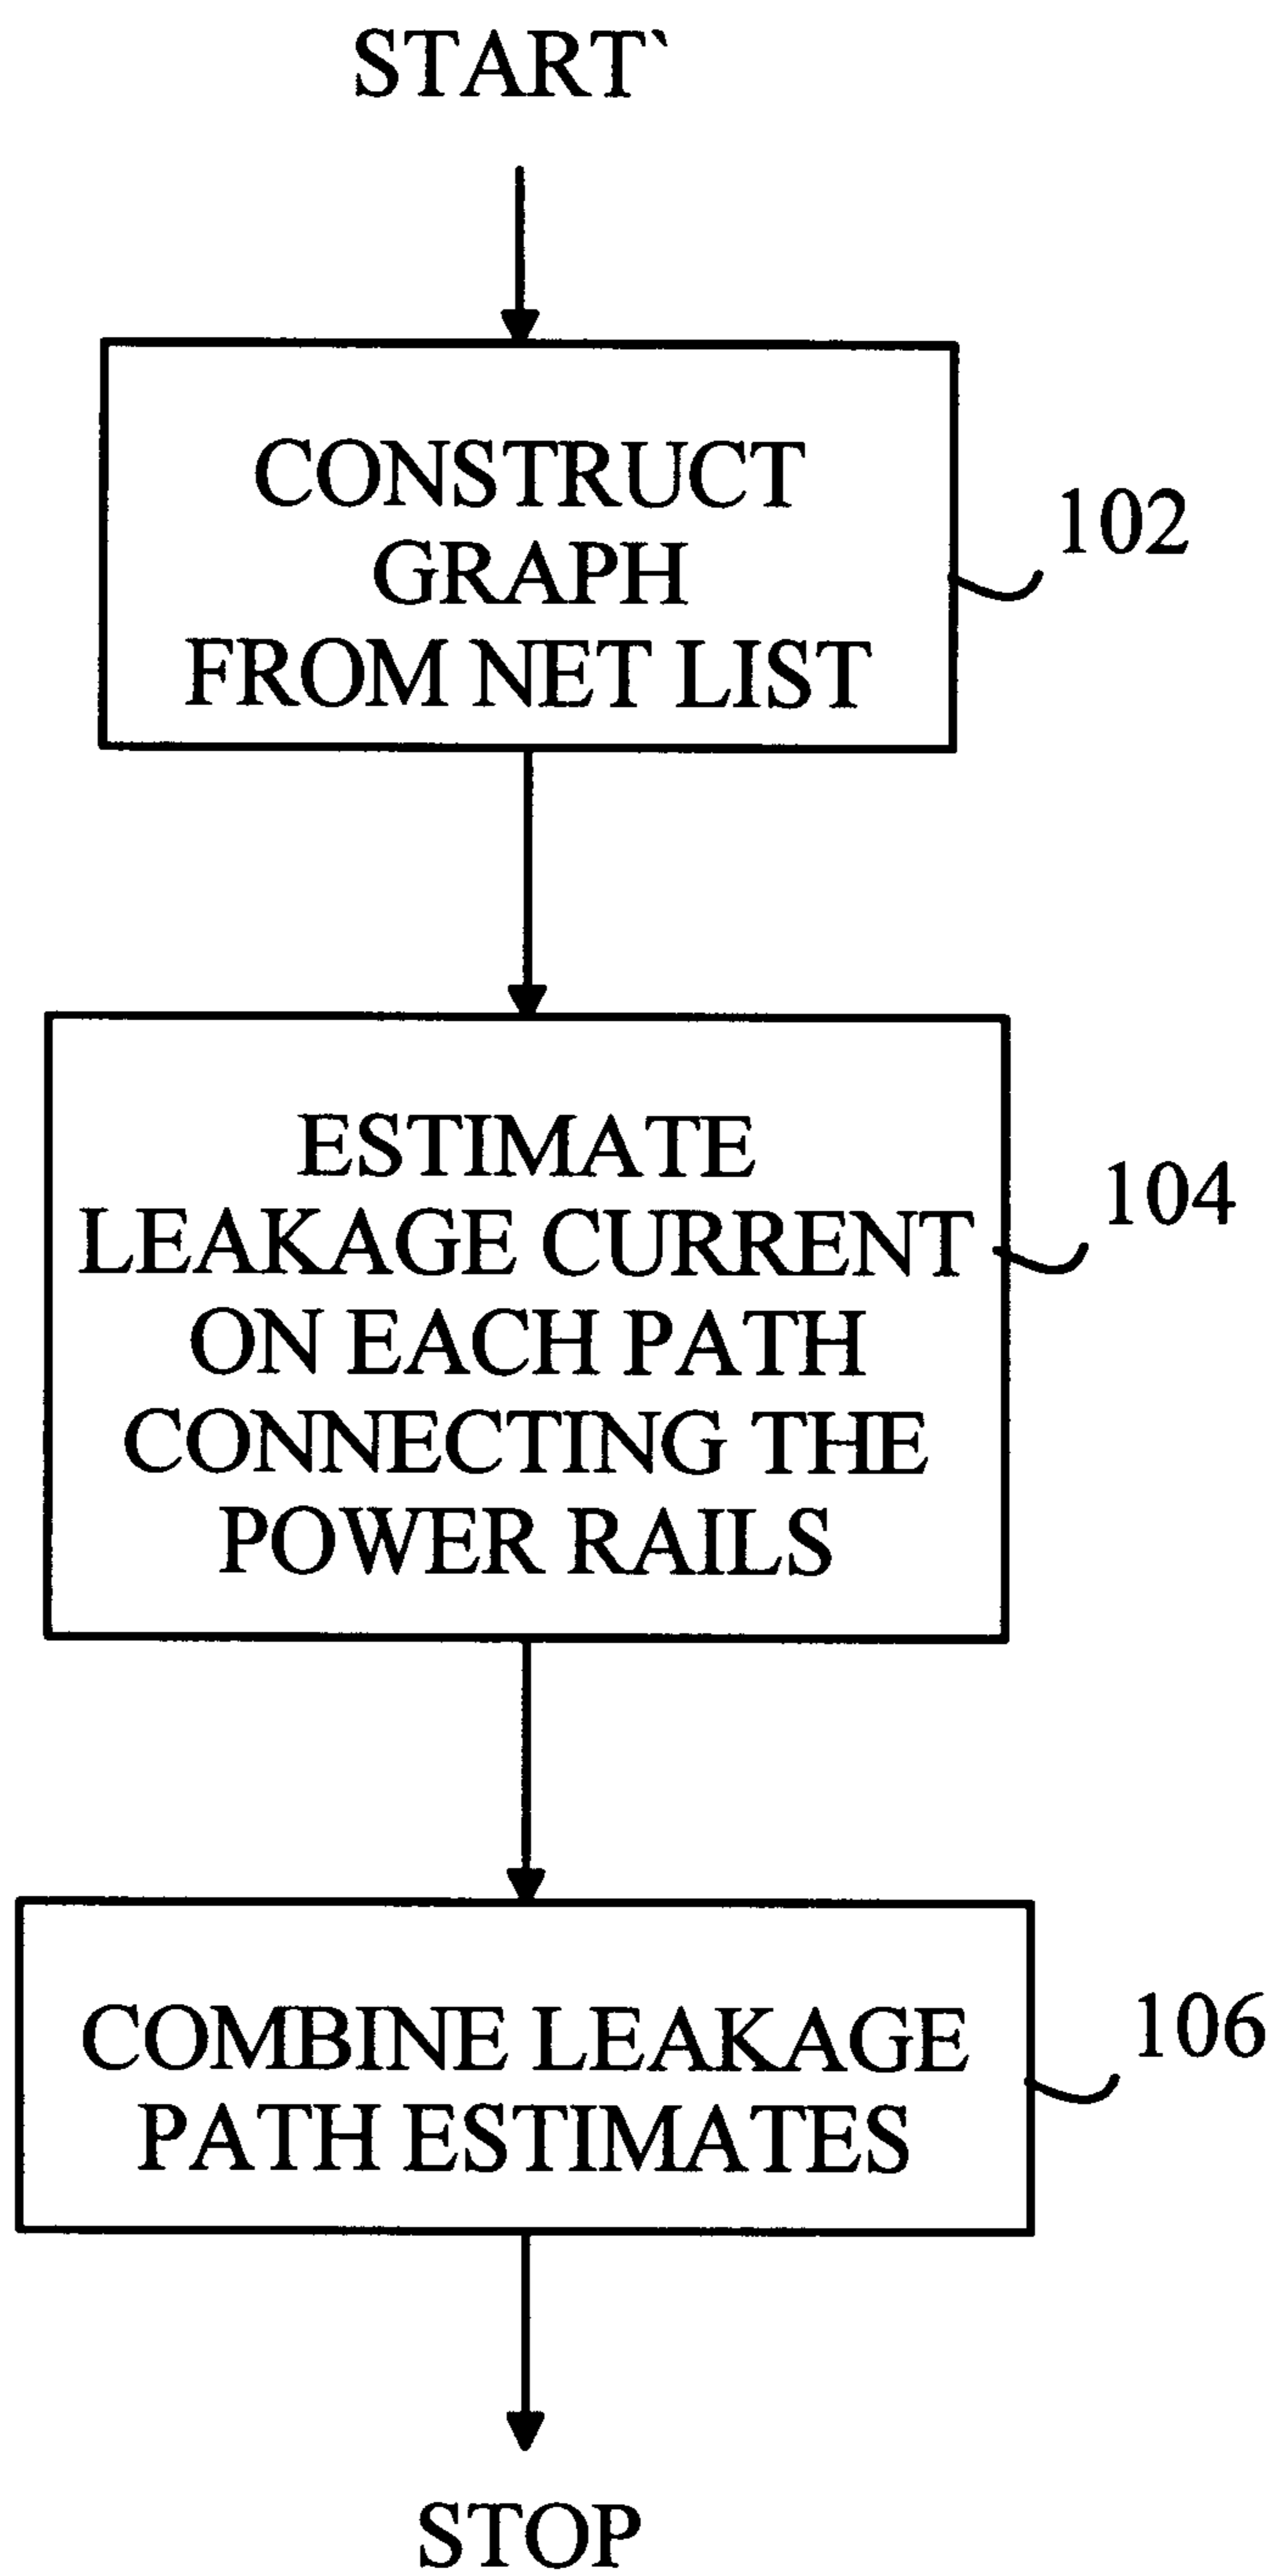 START`
CONSTRUCT
GRAPH
FROM NET LIST
102
ESTIMATE
LEAKAGE CURRENT
ON EACH PATH
CONNECTING THE
POWER RAILS
104
COMBINE LEAKAGE
PATH ESTIMATES
106
STOP